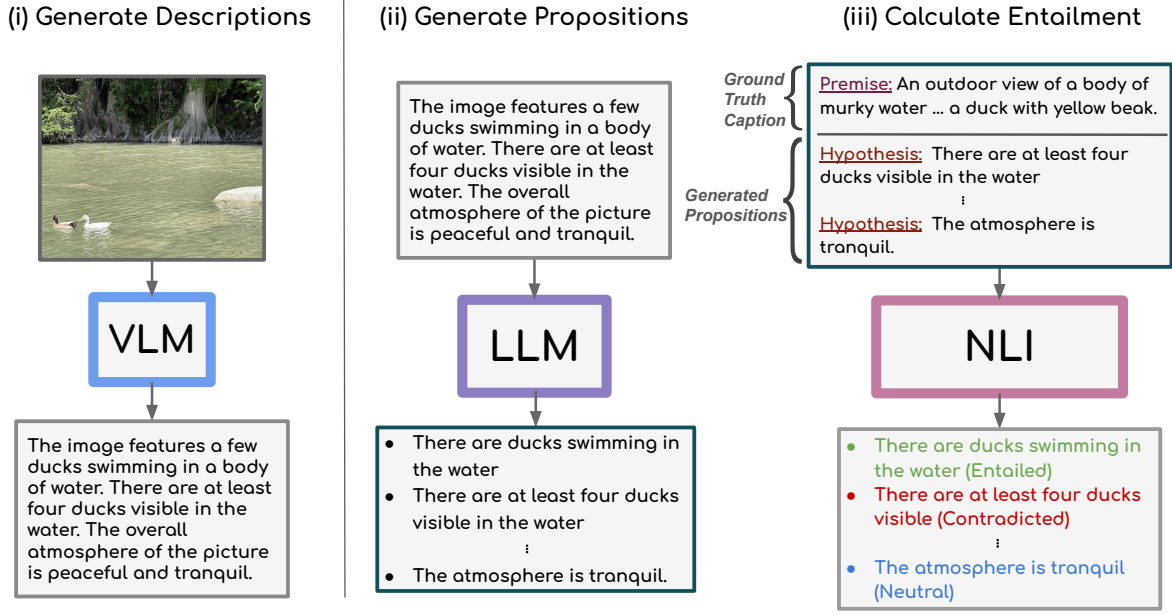 (i) Generate Descriptions
VLM
The image features a few
ducks swimming in a body
of water. There are at least
four ducks visible in the
water. The overall
atmosphere of the picture
is peaceful and tranquil.
(ii) Generate Propositions
The image features a few
ducks swimming in a body
of water. There are at least
four ducks visible in the
water. The overall
atmosphere of the picture
is peaceful and tranquil.
LLM
● There are ducks swimming in
the water
● There are at least four ducks
visible in the water
⋮
● The atmosphere is tranquil.
(iii) Calculate Entailment
Ground
Truth
Caption
Premise: An outdoor view of a body of
murky water ... a duck with yellow beak.
Generated
Propositions
Hypothesis: There are at least four
ducks visible in the water
⋮
Hypothesis: The atmosphere is
tranquil.
NLI
● There are ducks swimming in
the water (Entailed)
● There are at least four ducks
visible (Contradicted)
⋮
● The atmosphere is tranquil
(Neutral)